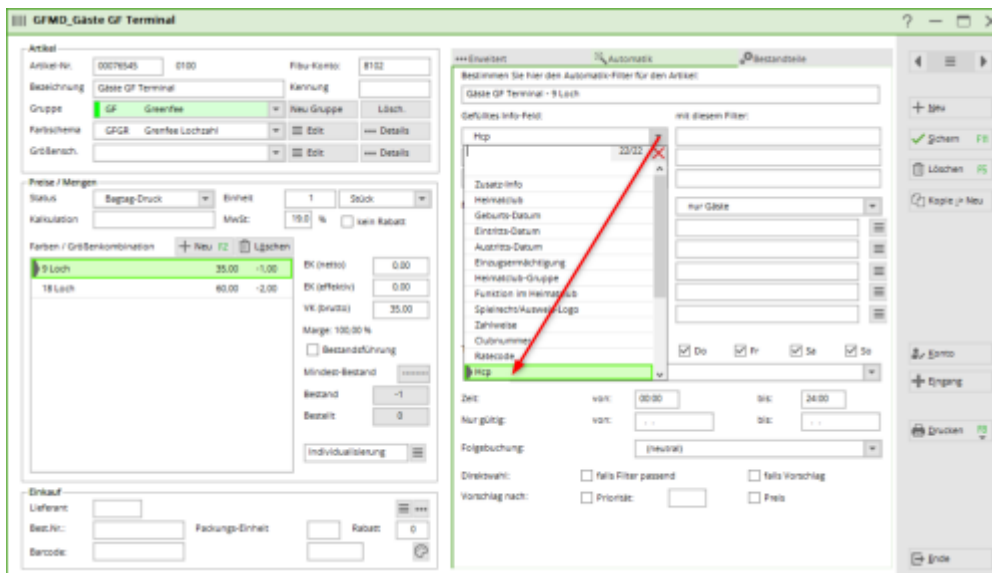 GFMD_Gäste GF Terminal
?
Artikel
Artikel-Nr. 00076545 0100 Fibu-Konto: 8102
Bezeichnung Gäste GF Terminal Kennung
Gruppe GF Greenfee Neu Gruppe Lösch.
Farbschema GFGR Grenfee Lochzahl Edit Details
Größensch. Edit Details
Preise / Mengen
Status Bagtag-Druck Einheit 1 Stück
Kalkulation MwSt: 19.0 % kein Rabatt
Farben / Größenkombination Neu F2 Löschen
9 Loch 35.00 -1.00
18 Loch 60.00 -2.00
EK (netto) 0.00
EK (effektiv) 0.00
VK (brutto) 35.00
Marge: 100,00 %
Bestandsführung
Mindest-Bestand
Bestand -1
Bestellt 0
Individualisierung
Einkauf
Lieferant
Best.Nr.: Packungs-Einheit Rabatt 0
Barcode:
Erweitert Automatik Bestandteile
Bestimmen Sie hier den Automatik-Filter für den Artikel:
Gäste GF Terminal - 9 Loch
Gefülltes Info-Feld: mit diesem Filter:
Hcp
22/22
Zusatz-Info
Heimatclub
Geburts-Datum
Eintritts-Datum
Austritts-Datum
Einzugsermächtigung
Heimatclub-Gruppe
Funktion im Heimatclub
Spielrecht/Ausweis-Logo
Zahlweise
Clubnummer
Ratecode
Hcp
nur Gäste
Do Fr Sa So
Zeit: von: 00:00 bis: 24:00
Nur gültig: von: . . bis: . .
Folgebuchung: (neutral)
Direktwahl: falls Filter passend falls Vorschlag
Vorschlag nach: Priorität: Preis
Neu
Sichern F8
Löschen F5
Kopie in Neu
Konto
Eingang
Drucken F9
Ende